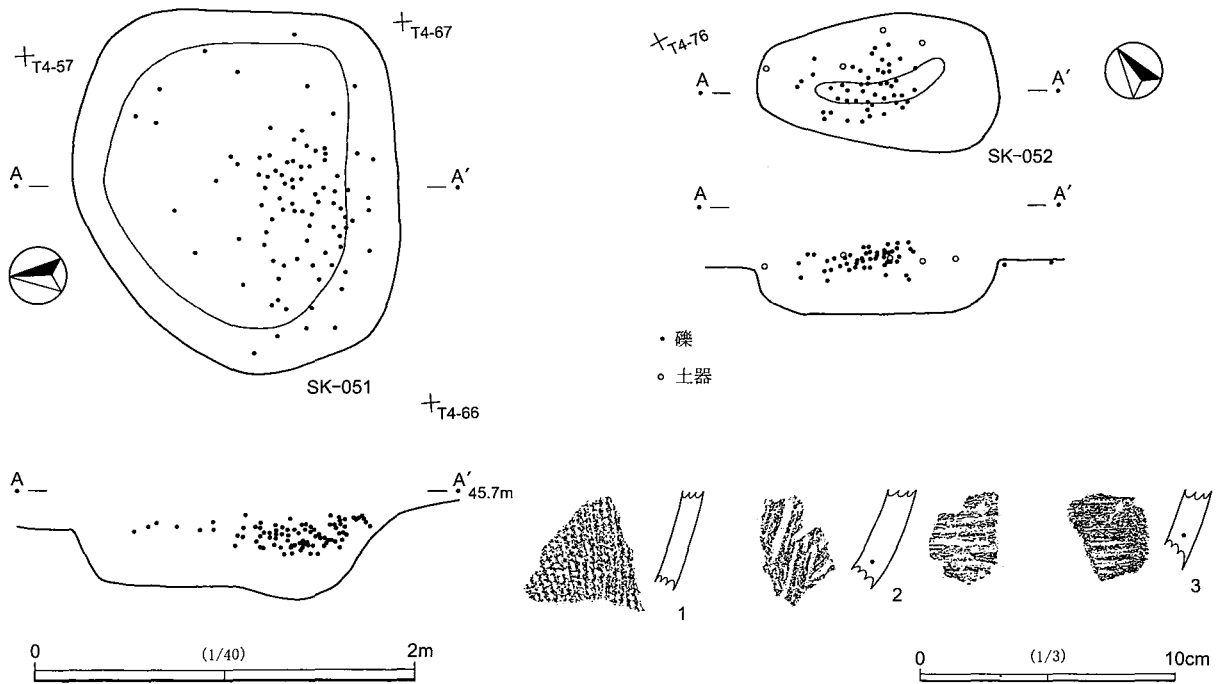 T4-57
T4-67
A
A′
SK-051
T4-66
A
A′
45.7m
0
(1/40)
2m
T4-76
A
A′
SK-052
A
A′
礫
土器
1
2
3
0
(1/3)
10cm